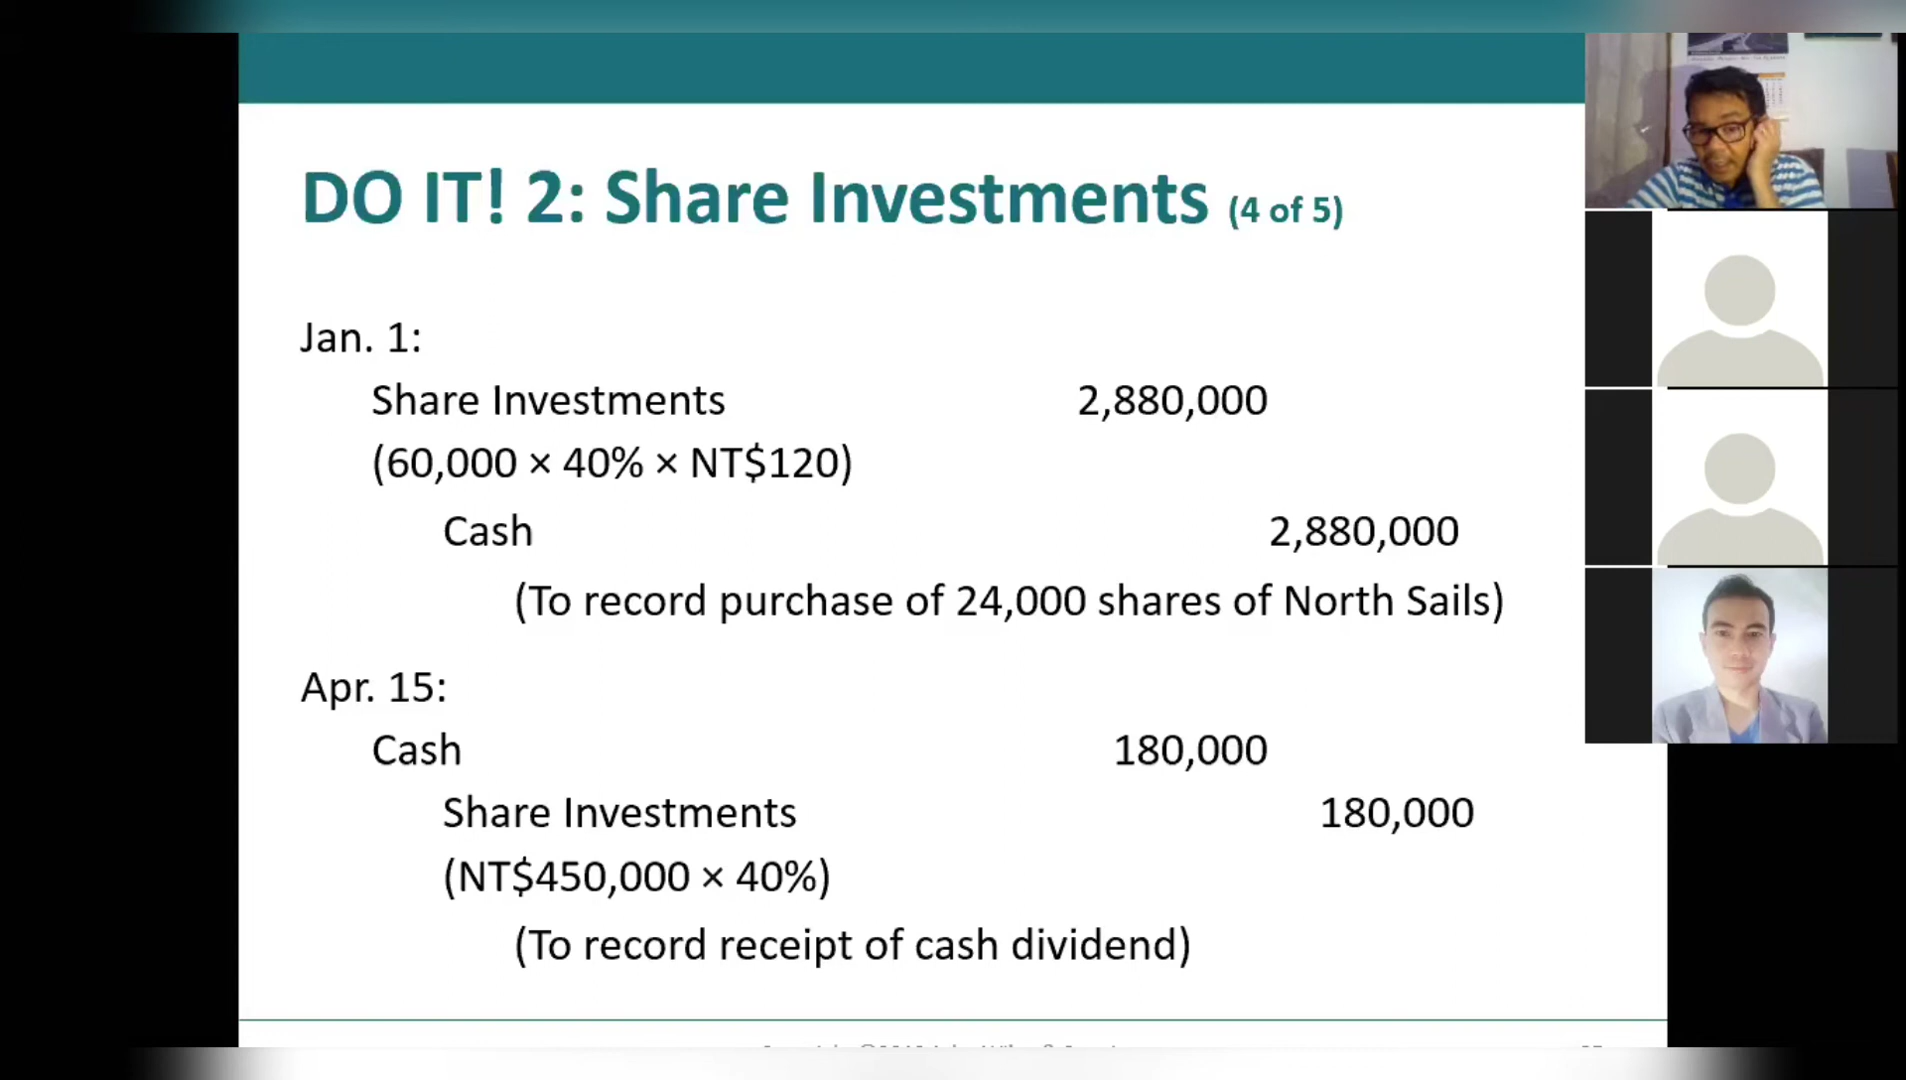 DO IT! 2: Share Investments (4 of 5)
Jan. 1:
Share Investments 2,880,000
(60,000 × 40% × NT$120)
Cash 2,880,000
(To record purchase of 24,000 shares of North Sails)
Apr. 15:
Cash 180,000
Share Investments 180,000
(NT$450,000 × 40%)
(To record receipt of cash dividend)